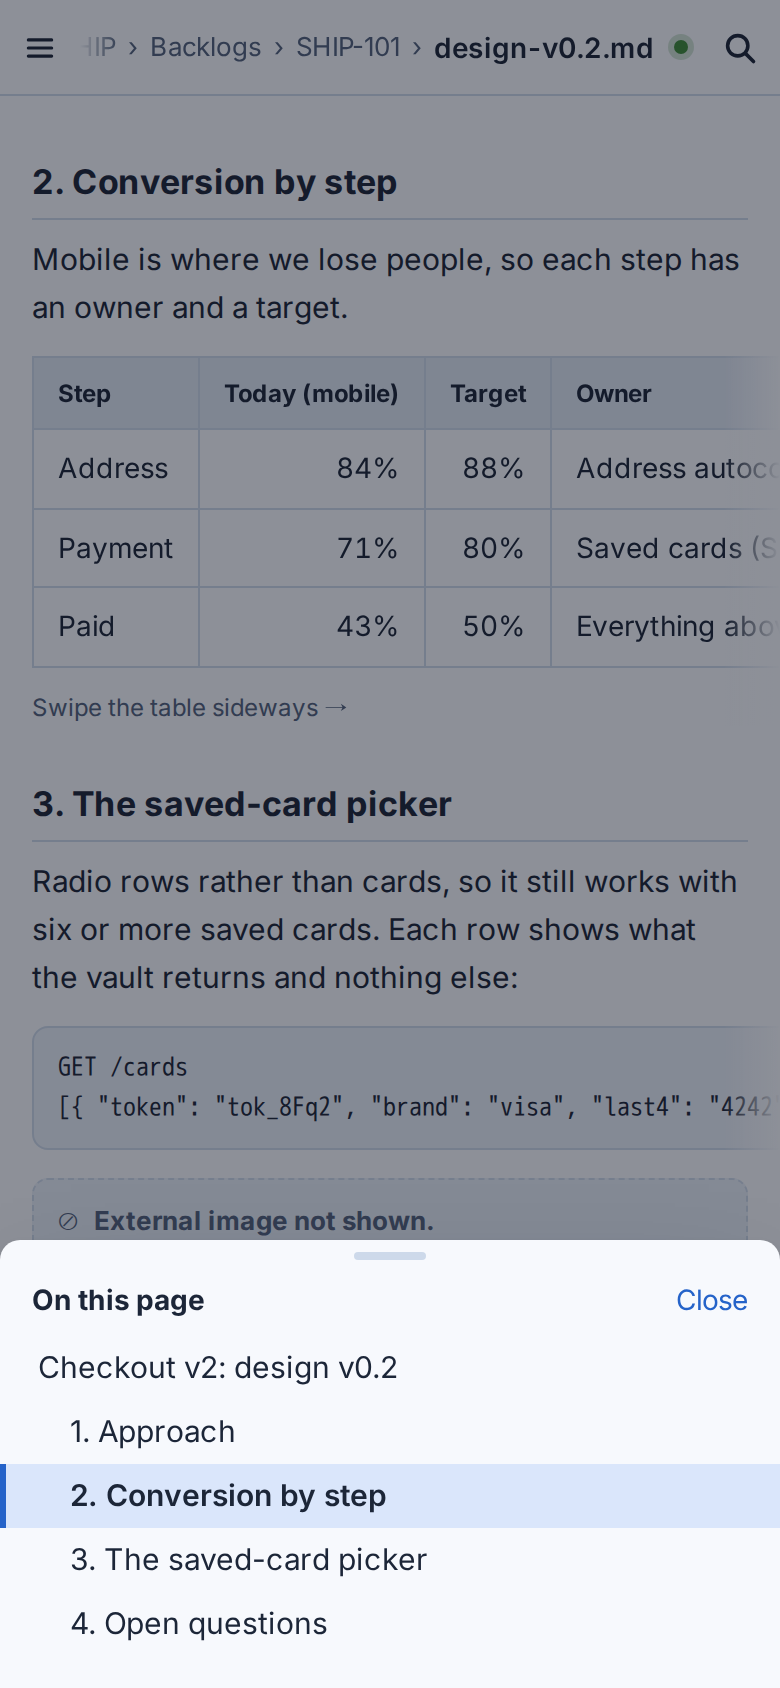 HIP › Backlogs › SHIP-101 › design-v0.2.md
2. Conversion by step
Mobile is where we lose people, so each step has
an owner and a target.
Step Today (mobile) Target Owner
Address 84% 88% Address autoco
Payment 71% 80% Saved cards (S
Paid 43% 50% Everything abo
Swipe the table sideways →
3. The saved-card picker
Radio rows rather than cards, so it still works with
six or more saved cards. Each row shows what
the vault returns and nothing else:
GET /cards
[{ "token": "tok_8Fq2", "brand": "visa", "last4": "4242"
External image not shown.
On this page Close
Checkout v2: design v0.2
1. Approach
2. Conversion by step
3. The saved-card picker
4. Open questions